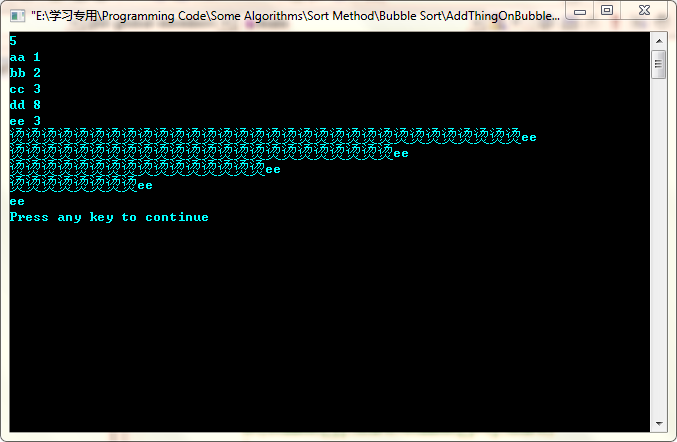 "E:\学习专用\Programming Code\Some Algorithms\Sort Method\Bubble Sort\AddThingOnBubble...
5
aa 1
bb 2
cc 3
dd 8
ee 3
烫烫烫烫烫烫烫烫烫烫烫烫烫烫烫烫烫烫烫烫烫烫烫烫烫烫烫烫烫烫烫烫ee
烫烫烫烫烫烫烫烫烫烫烫烫烫烫烫烫烫烫烫烫烫烫烫烫ee
烫烫烫烫烫烫烫烫烫烫烫烫烫烫烫烫ee
烫烫烫烫烫烫烫烫ee
ee
Press any key to continue